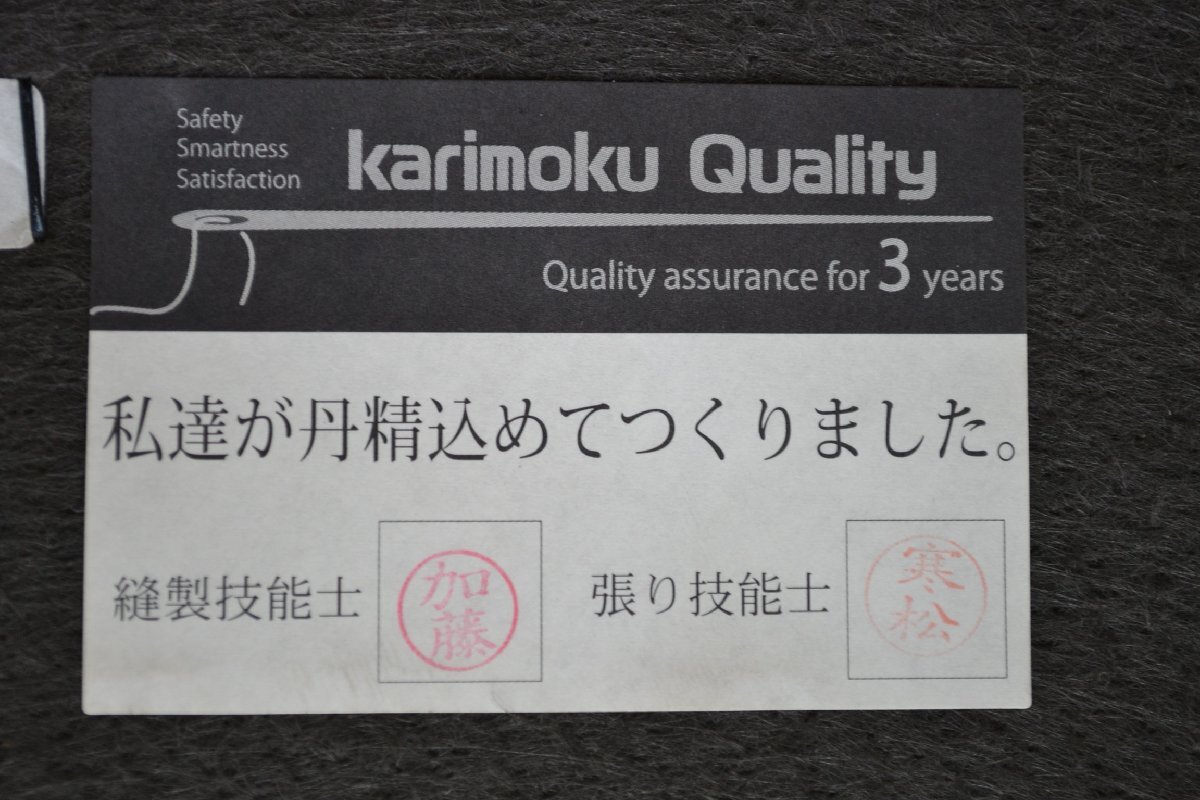 Safety
Smartness
Satisfaction
karimoku Quality
Quality assurance for 3 years
私達が丹精込めてつくりました。
縫製技能士 加藤 張り技能士 寒松